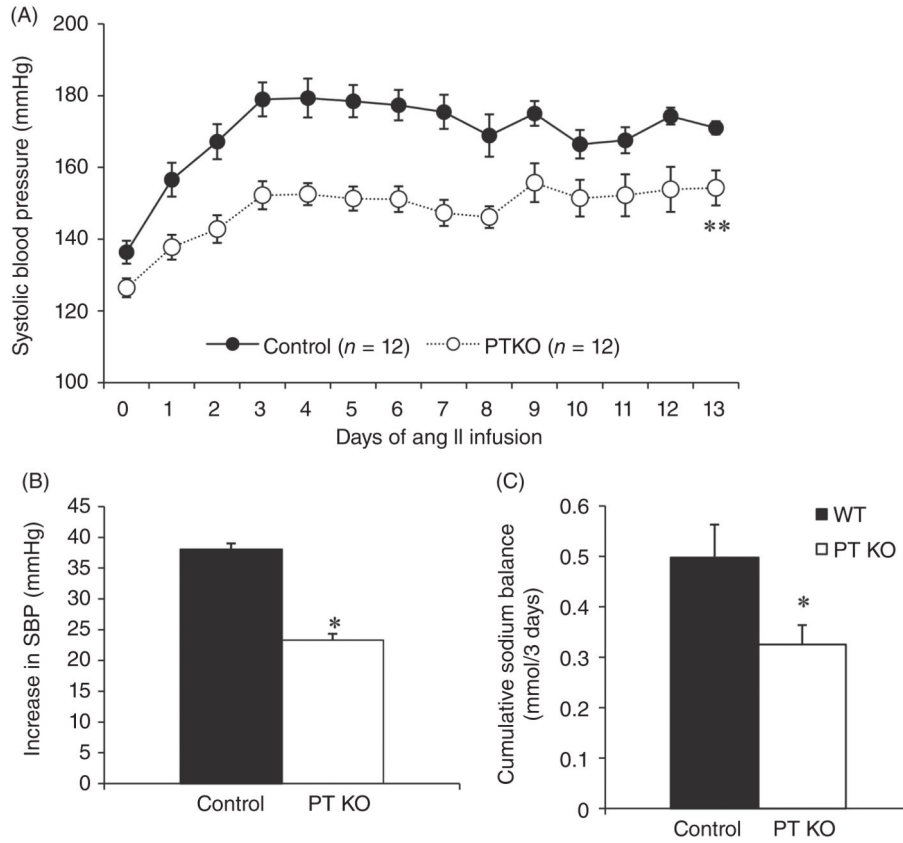 (A)
Systolic blood pressure (mmHg)
200
180
160
140
120
100
**
Control (n = 12)
PTKO (n = 12)
0 1 2 3 4 5 6 7 8 9 10 11 12 13
Days of ang II infusion
(B)
Increase in SBP (mmHg)
45
40
35
30
25
20
15
10
5
0
*
Control PT KO
(C)
Cumulative sodium balance
(mmol/3 days)
0.6
0.5
0.4
0.3
0.2
0.1
0
WT
PT KO
*
Control PT KO